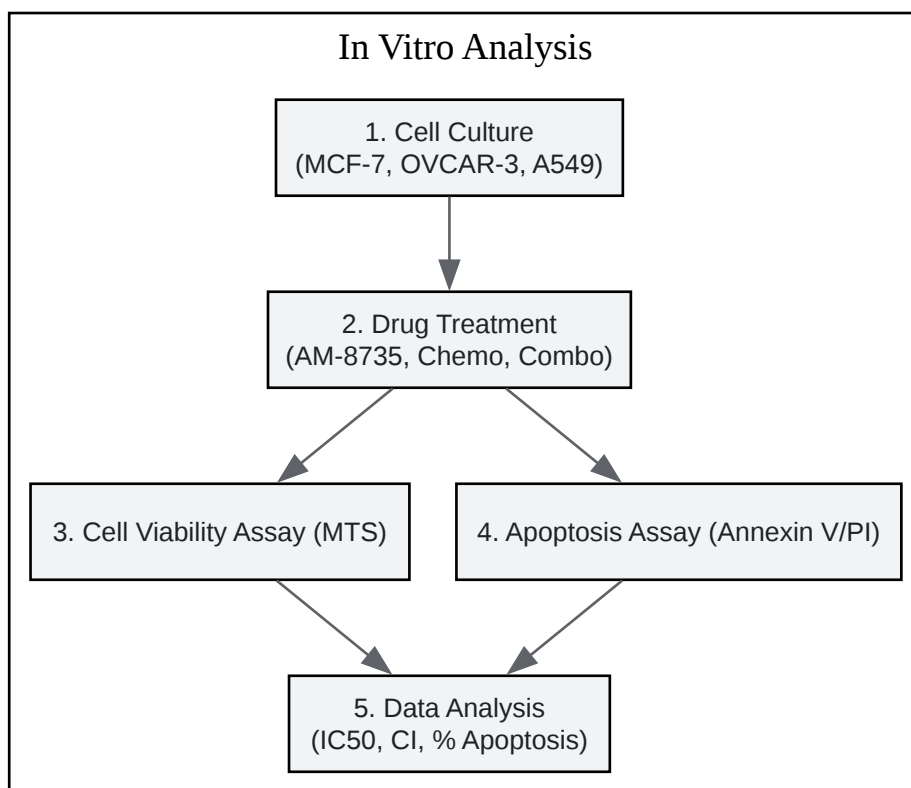 In Vitro Analysis
1. Cell Culture
(MCF-7, OVCAR-3, A549)
2. Drug Treatment
(AM-8735, Chemo, Combo)
3. Cell Viability Assay (MTS)
4. Apoptosis Assay (Annexin V/PI)
5. Data Analysis
(IC50, CI, % Apoptosis)